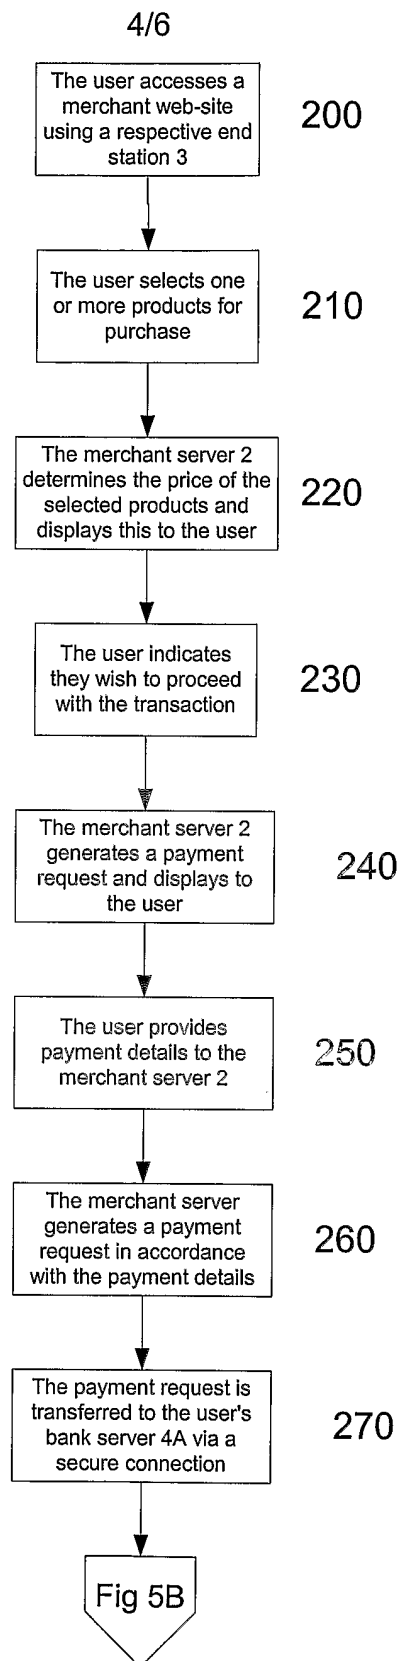 4/6
The user accesses a
merchant web-site
using a respective end
station 3
200
The user selects one
or more products for
purchase
210
The merchant server 2
determines the price of the
selected products and
displays this to the user
220
The user indicates
they wish to proceed
with the transaction
230
The merchant server 2
generates a payment
request and displays to
the user
240
The user provides
payment details to the
merchant server 2
250
The merchant server
generates a payment
request in accordance
with the payment details
260
The payment request is
transferred to the user's
bank server 4A via a
secure connection
270
Fig 5B